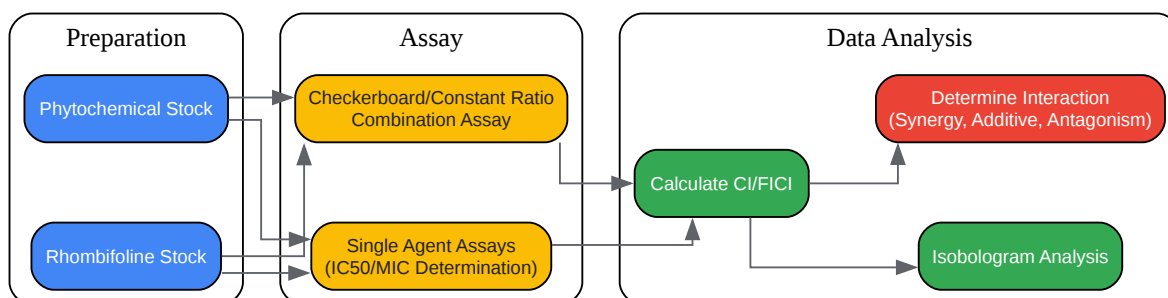 Preparation
Phytochemical Stock
Rhombifoline Stock
Assay
Checkerboard/Constant Ratio
Combination Assay
Single Agent Assays
(IC50/MIC Determination)
Data Analysis
Calculate CI/FICI
Determine Interaction
(Synergy, Additive, Antagonism)
Isobologram Analysis